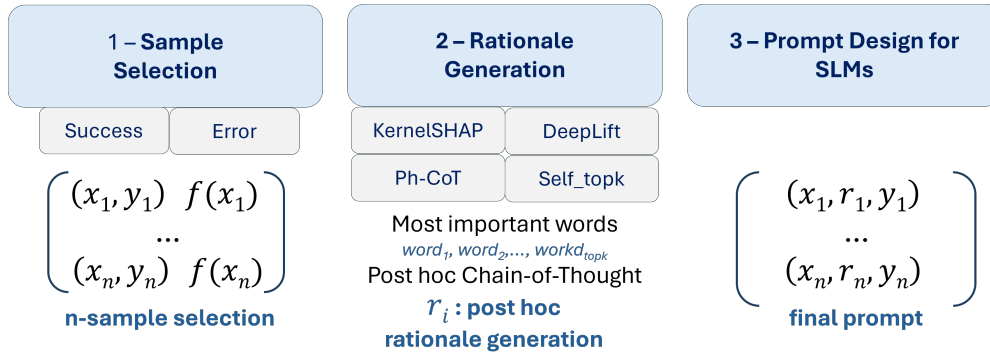 1 – Sample
Selection
Success
Error
(x₁, y₁) f(x₁)
...
(xₙ, yₙ) f(xₙ)
n-sample selection
2 – Rationale
Generation
KernelSHAP
DeepLift
Ph-CoT
Self_topk
Most important words
word₁, word₂,..., workd_topk
Post hoc Chain-of-Thought
rᵢ : post hoc
rationale generation
3 – Prompt Design for
SLMs
(x₁, r₁, y₁)
...
(xₙ, rₙ, yₙ)
final prompt